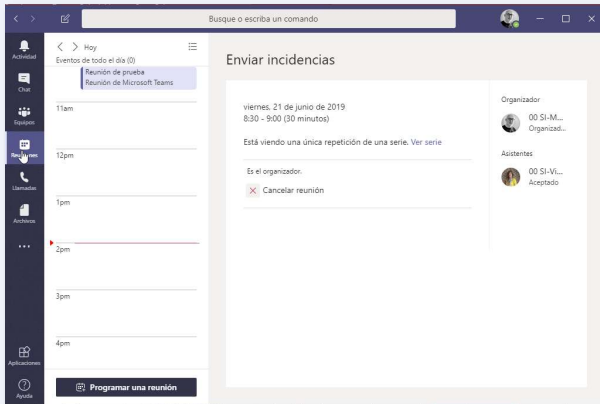 Busque o escriba un comando
Actividad
Chat
Equipos
Reuniones
Llamadas
Archivos
Aplicaciones
Ayuda
Hoy
Eventos de todo el día (0)
Reunión de prueba
Reunión de Microsoft Teams
11am
12pm
1pm
2pm
3pm
4pm
Programar una reunión
Enviar incidencias
viernes, 21 de junio de 2019
8:30 - 9:00 (30 minutos)
Está viendo una única repetición de una serie. Ver serie
Es el organizador.
Cancelar reunión
Organizador
00 SI-M...
Organizad...
Asistentes
00 SI-Vi...
Aceptado